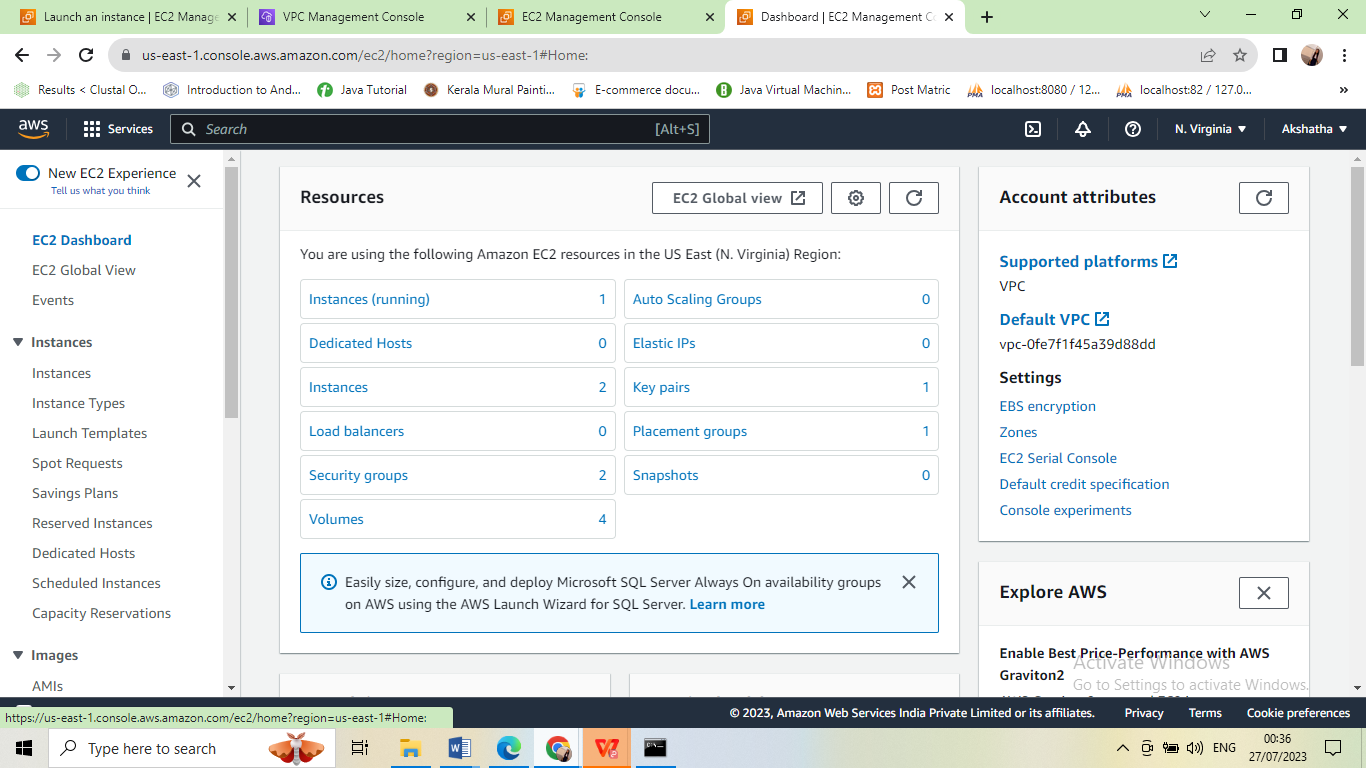 Launch an instance | EC2 Manage
VPC Management Console
EC2 Management Console
Dashboard | EC2 Management Co
us-east-1.console.aws.amazon.com/ec2/home?region=us-east-1#Home:
Results < Clustal O...
Introduction to And...
Java Tutorial
Kerala Mural Painti...
E-commerce docu...
Java Virtual Machin...
Post Matric
localhost:8080 / 12...
localhost:82 / 127.0...
»
aws
Services
Search
[Alt+S]
N. Virginia
Akshatha
New EC2 Experience
Tell us what you think
EC2 Dashboard
EC2 Global View
Events
Instances
Instances
Instance Types
Launch Templates
Spot Requests
Savings Plans
Reserved Instances
Dedicated Hosts
Scheduled Instances
Capacity Reservations
Images
AMIs
Resources
EC2 Global view
You are using the following Amazon EC2 resources in the US East (N. Virginia) Region:
Instances (running) 1
Auto Scaling Groups 0
Dedicated Hosts 0
Elastic IPs 0
Instances 2
Key pairs 1
Load balancers 0
Placement groups 1
Security groups 2
Snapshots 0
Volumes 4
Easily size, configure, and deploy Microsoft SQL Server Always On availability groups
on AWS using the AWS Launch Wizard for SQL Server. Learn more
Account attributes
Supported platforms
VPC
Default VPC
vpc-0fe7f1f45a39d88dd
Settings
EBS encryption
Zones
EC2 Serial Console
Default credit specification
Console experiments
Explore AWS
Enable Best Price-Performance with AWS
Graviton2
Activate Windows
Go to Settings to activate Windows.
https://us-east-1.console.aws.amazon.com/ec2/home?region=us-east-1#Home:
© 2023, Amazon Web Services India Private Limited or its affiliates.
Privacy
Terms
Cookie preferences
Type here to search
ENG
00:36
27/07/2023